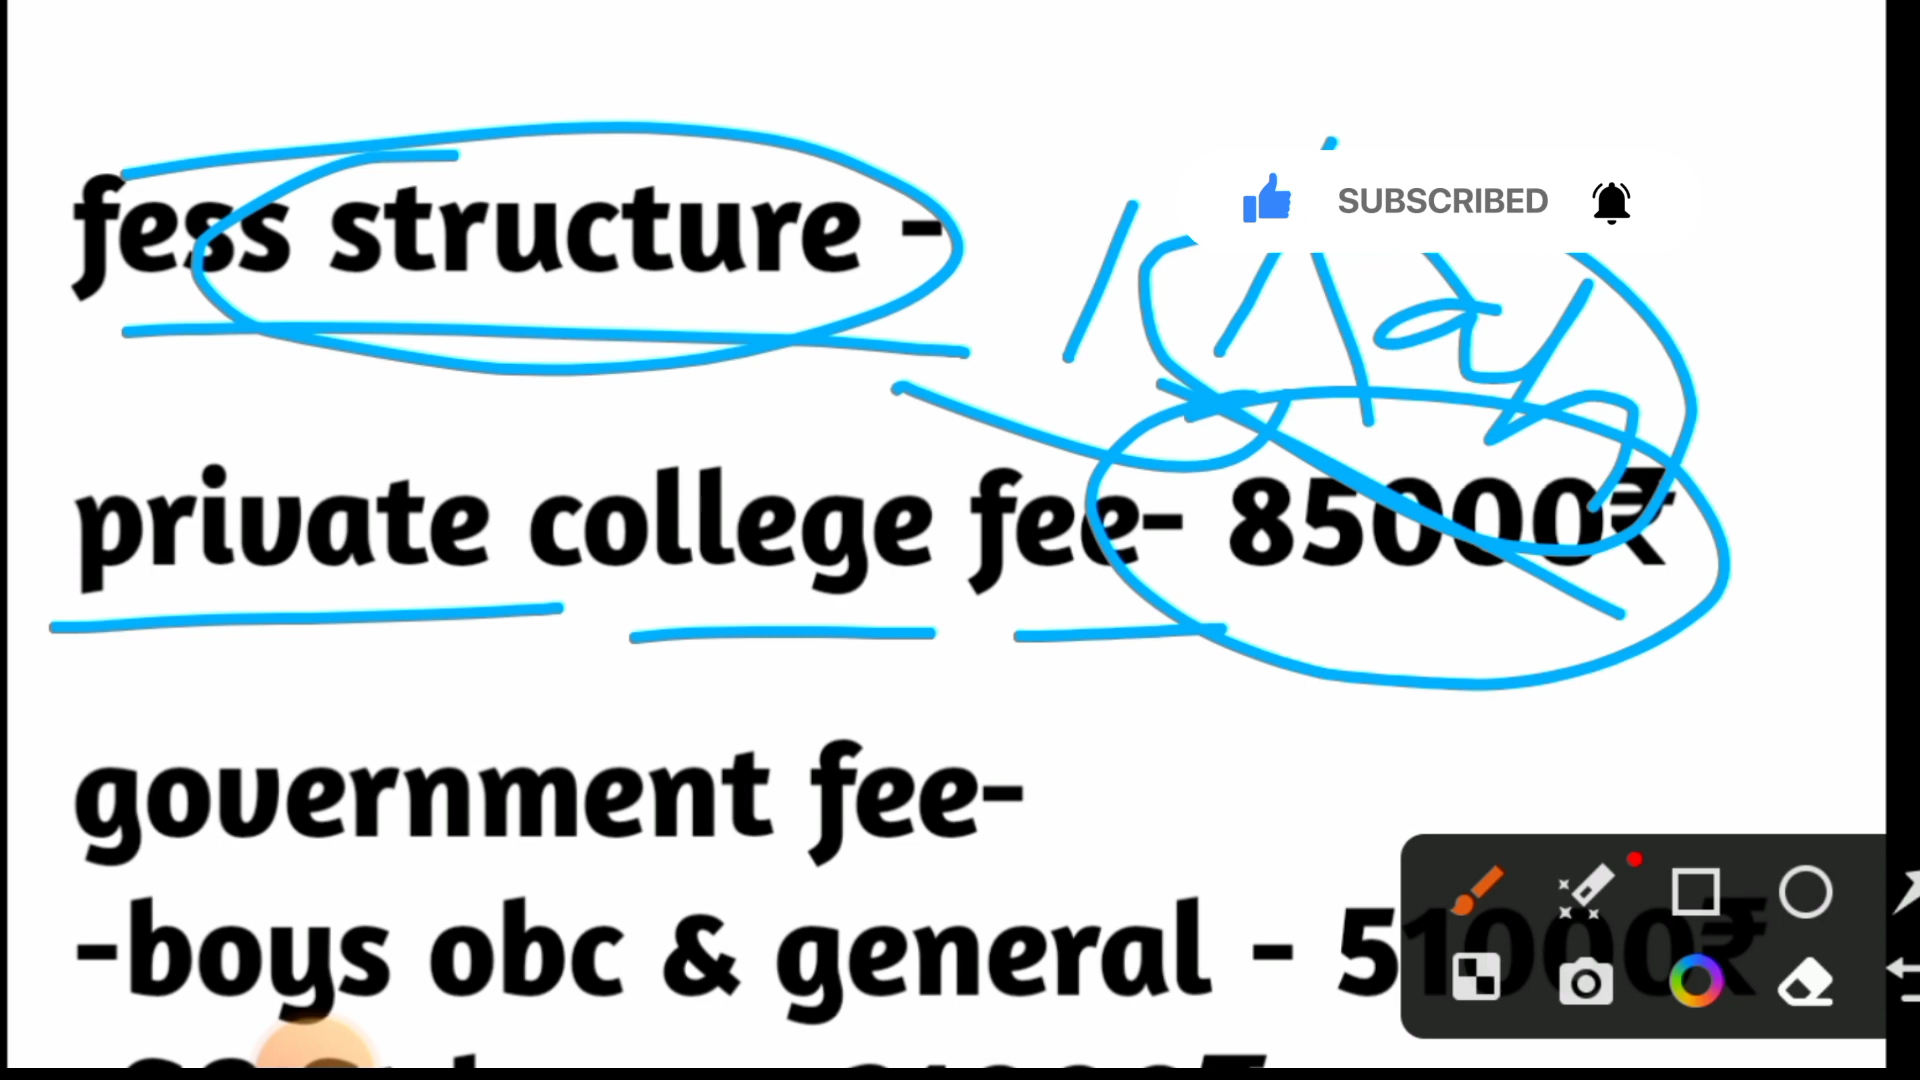 fess structure -
SUBSCRIBED
private college fee- 85000₹
government fee-
-boys obc & general - 51000₹